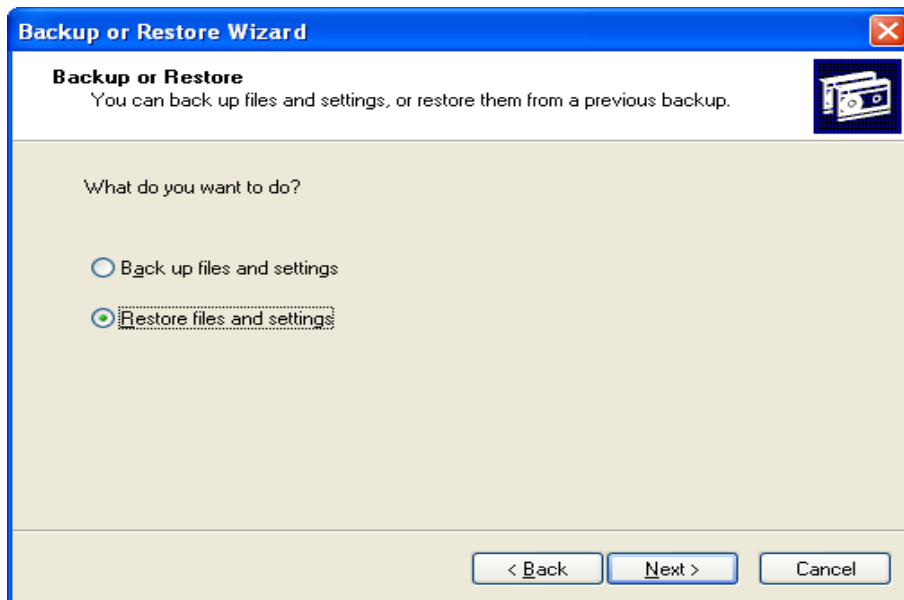 Backup or Restore Wizard
Backup or Restore
You can back up files and settings, or restore them from a previous backup.
What do you want to do?
Back up files and settings
Restore files and settings
< Back Next > Cancel